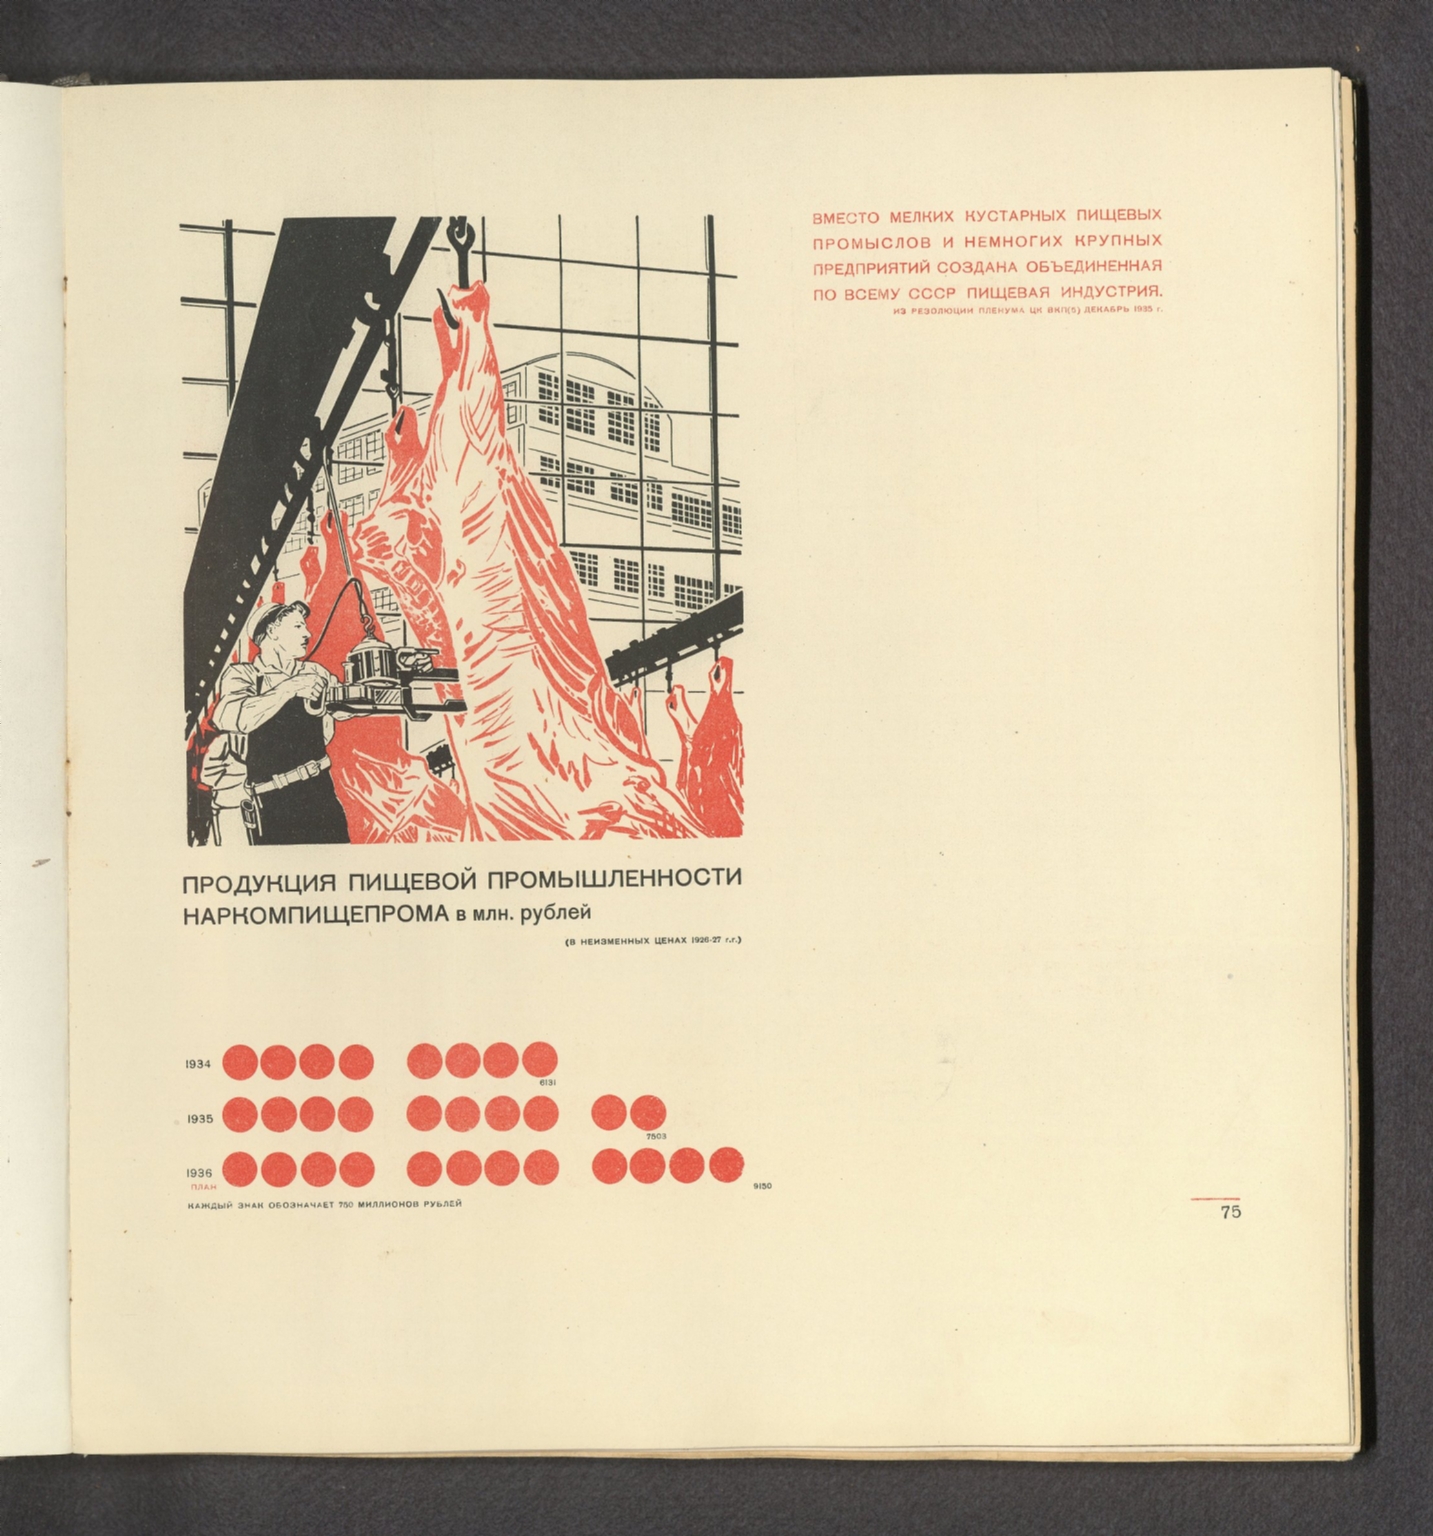 ВМЕСТО МЕЛКИХ КУСТАРНЫХ ПИЩЕВЫХ
ПРОМЫСЛОВ И НЕМНОГИХ КРУПНЫХ
ПРЕДПРИЯТИЙ СОЗДАНА ОБЪЕДИНЕННАЯ
ПО ВСЕМУ СССР ПИЩЕВАЯ ИНДУСТРИЯ.
ИЗ РЕЗОЛЮЦИИ ПЛЕНУМА ЦК ВКП(б) ДЕКАБРЬ 1935 г.
ПРОДУКЦИЯ ПИЩЕВОЙ ПРОМЫШЛЕННОСТИ
НАРКОМПИЩЕПРОМА в млн. рублей
(В НЕИЗМЕННЫХ ЦЕНАХ 1926-27 г.г.)
1934
6131
1935
7503
1936
ПЛАН
9150
КАЖДЫЙ ЗНАК ОБОЗНАЧАЕТ 750 МИЛЛИОНОВ РУБЛЕЙ
75